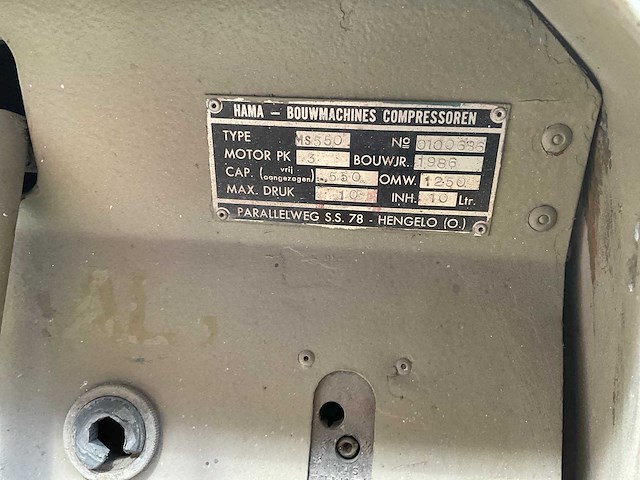 HAMA - BOUWMACHINES COMPRESSOREN
TYPE MS550 Nº 0100636
MOTOR PK 3 BOUWJR. 1986
CAP. (vrij aangezogen) 550 OMW. 1250
MAX. DRUK 10 INH. 10 Ltr.
PARALLELWEG S.S. 78 - HENGELO (O.)